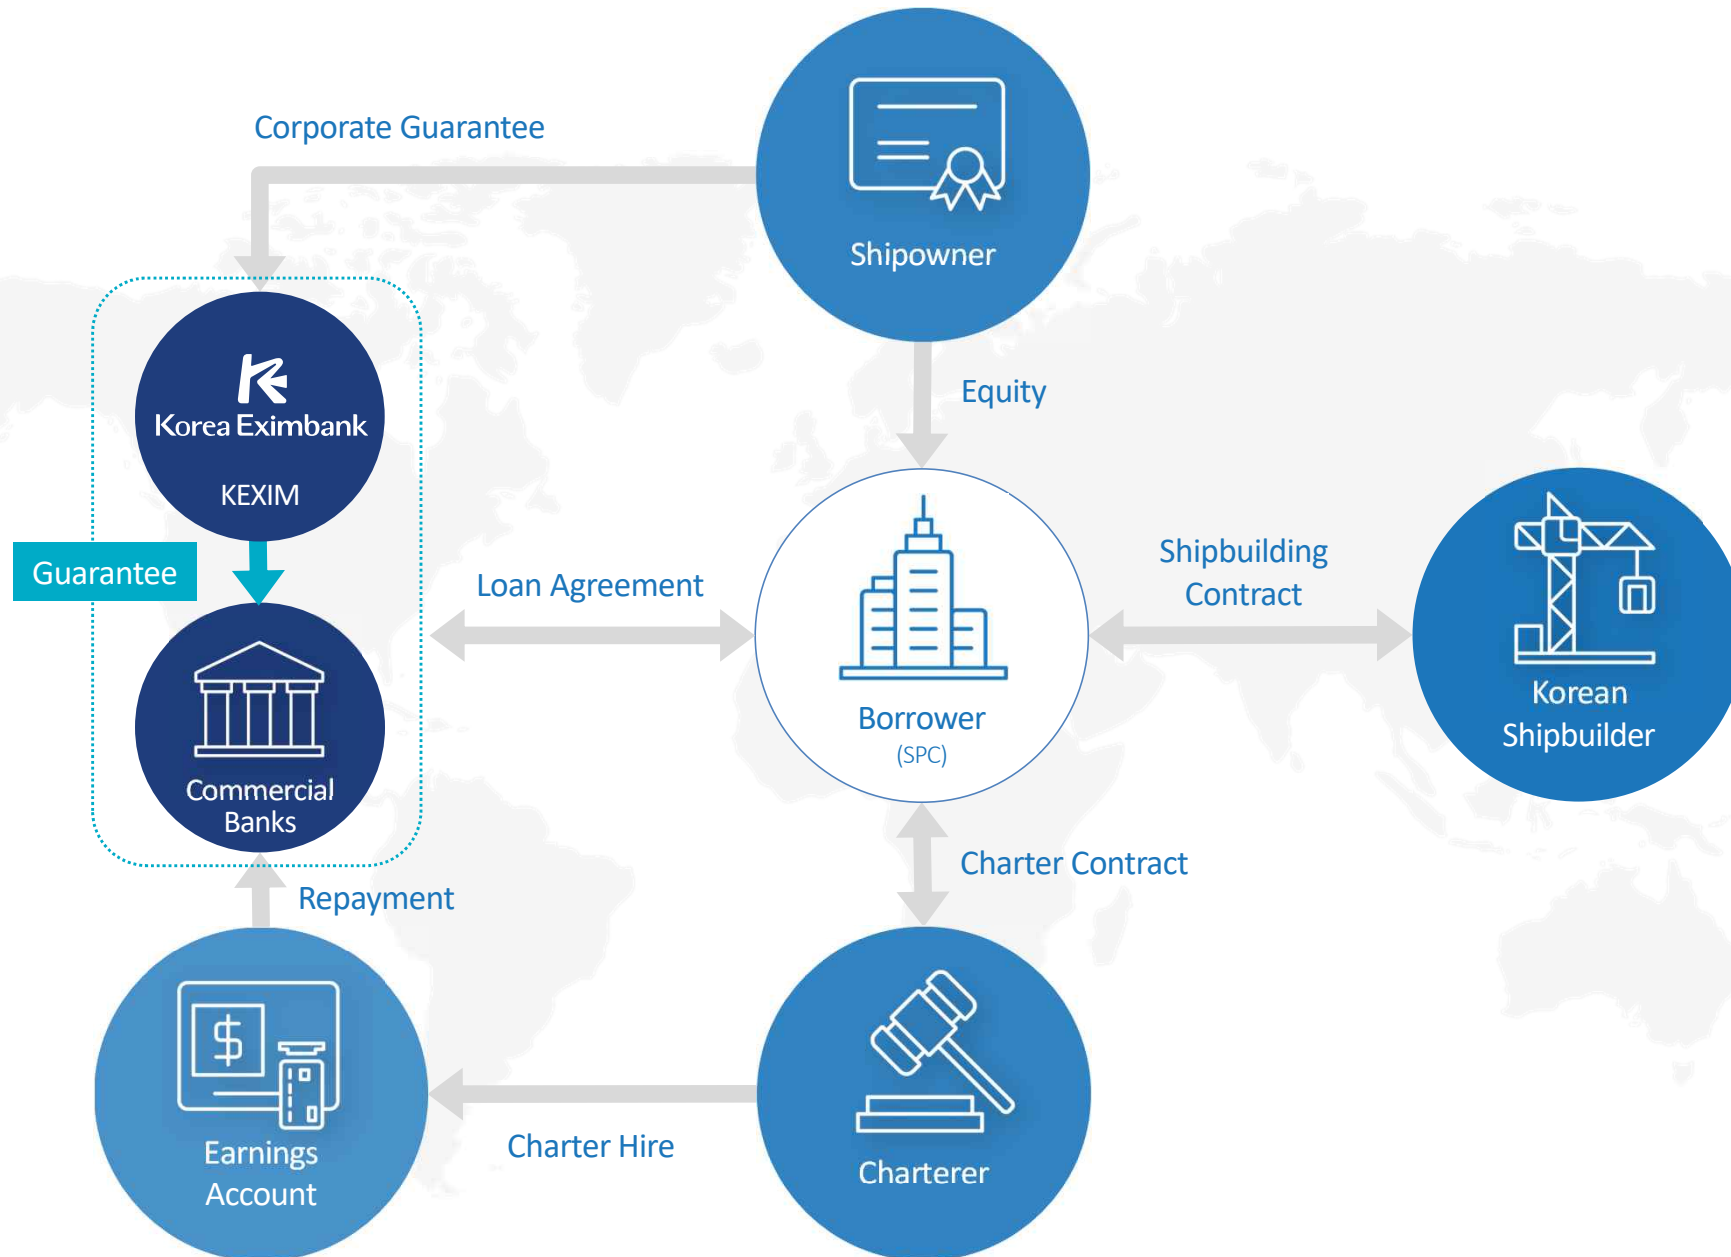 Corporate Guarantee
Shipowner
Equity
Korea Eximbank
KEXIM
Guarantee
Commercial
Banks
Loan Agreement
Borrower
(SPC)
Shipbuilding
Contract
Korean
Shipbuilder
Repayment
Charter Contract
$
Earnings
Account
Charter Hire
Charterer